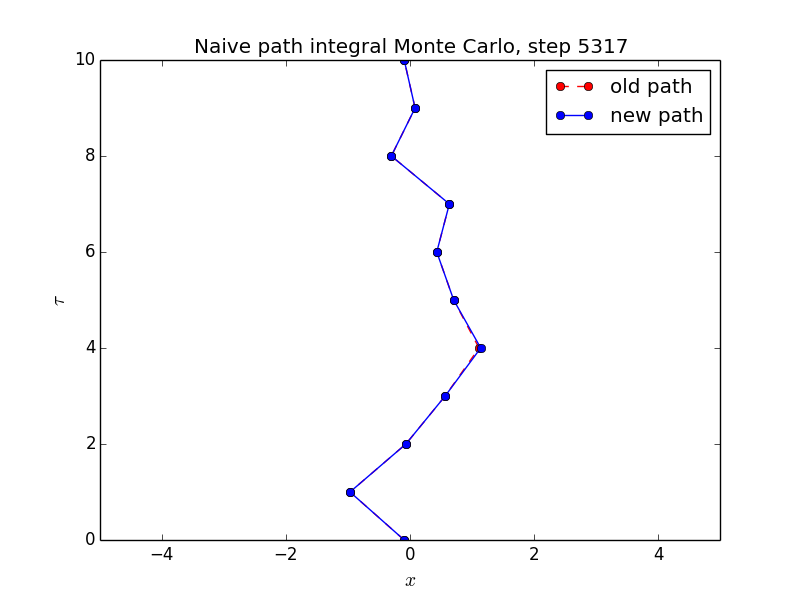 Naive path integral Monte Carlo, step 5317
old path
new path
10
8
6
4
2
0
τ
−4 −2 0 2 4
x